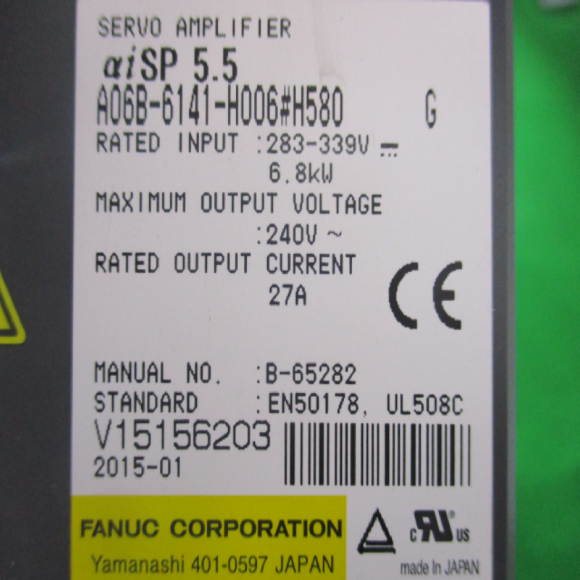 SERVO AMPLIFIER
αiSP 5.5
A06B-6141-H006#H580 G
RATED INPUT :283-339V ⎓
6.8kW
MAXIMUM OUTPUT VOLTAGE
:240V ~
RATED OUTPUT CURRENT
27A
CE
MANUAL NO. :B-65282
STANDARD :EN50178, UL508C
V15156203
2015-01
FANUC CORPORATION
Yamanashi 401-0597 JAPAN
c RU US
made in JAPAN